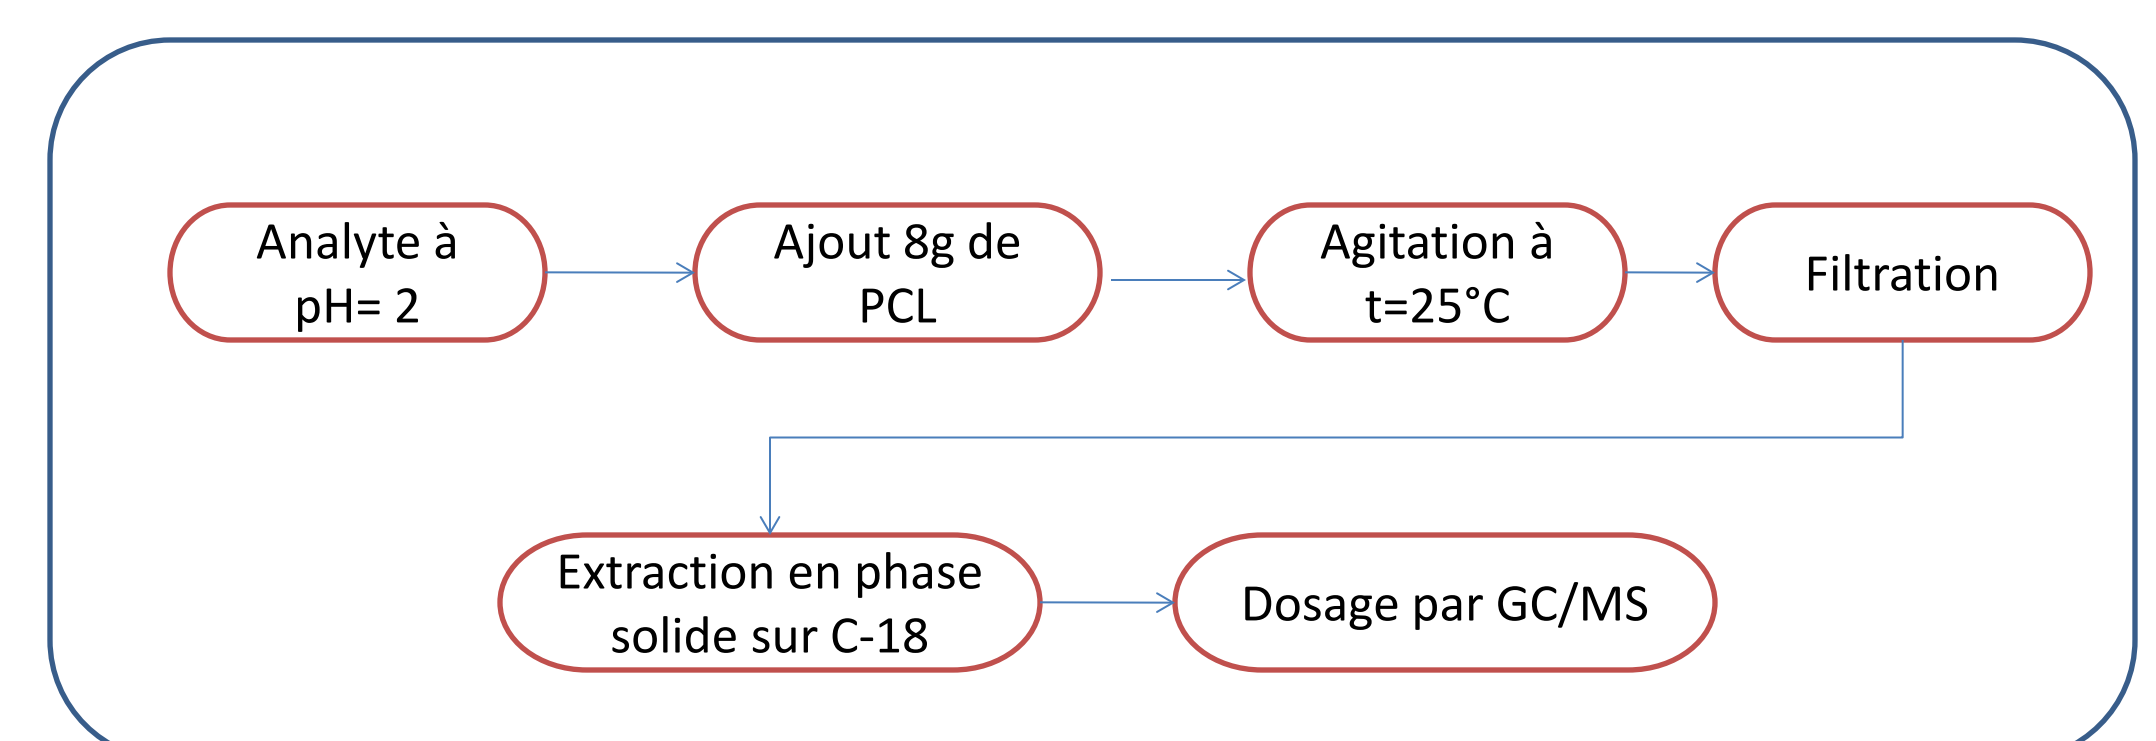 Analyte à
pH= 2
Ajout 8g de
PCL
Agitation à
t=25°C
Filtration
Extraction en phase
solide sur C-18
Dosage par GC/MS